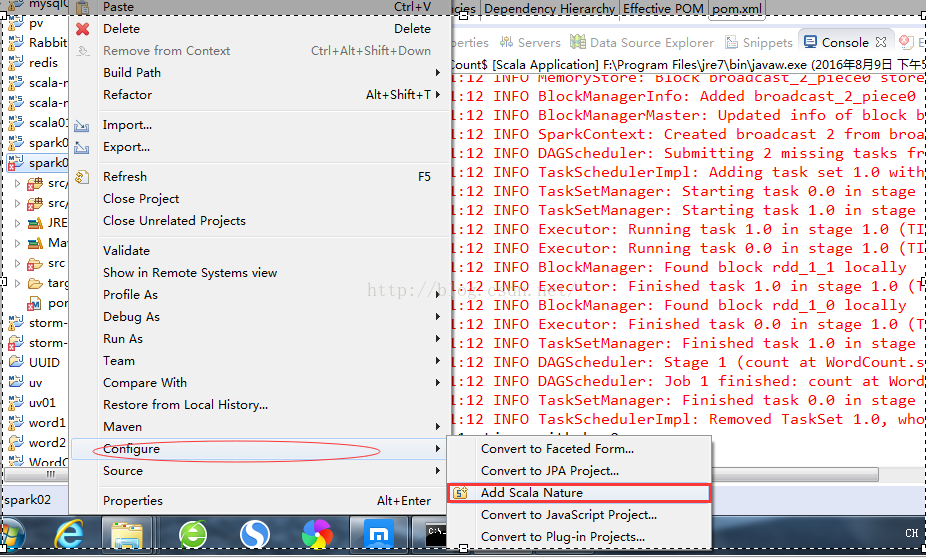 mysql
Paste Ctrl+V
cies Dependency Hierarchy Effective POM pom.xml
pv
Delete Delete
Rabbit
Remove from Context Ctrl+Alt+Shift+Down
perties Servers Data Source Explorer Snippets Console
redis
Build Path
Count$ [Scala Application] F:\Program Files\jre7\bin\javaw.exe (2016年8月9日 下午5
scala-r
Refactor Alt+Shift+T
1:12 INFO MemoryStore: Block broadcast_2_piece0 store
scala-r
1:12 INFO BlockManagerInfo: Added broadcast_2_piece0
scala01
Import...
1:12 INFO BlockManagerMaster: Updated info of block b
spark0
Export...
1:12 INFO SparkContext: Created broadcast 2 from broa
spark0
1:12 INFO DAGScheduler: Submitting 2 missing tasks fr
src/
Refresh F5
1:12 INFO TaskSchedulerImpl: Adding task set 1.0 with
src/
Close Project
1:12 INFO TaskSetManager: Starting task 0.0 in stage
JRE
Close Unrelated Projects
1:12 INFO TaskSetManager: Starting task 1.0 in stage
1:12 INFO Executor: Running task 1.0 in stage 1.0 (TI
Ma
Validate
1:12 INFO Executor: Running task 0.0 in stage 1.0 (TI
src
Show in Remote Systems view
1:12 INFO BlockManager: Found block rdd_1_1 locally
targ
Profile As
http://blog.csdn.net/
1:12 INFO Executor: Finished task 1.0 in stage 1.0 (T
por
1:12 INFO BlockManager: Found block rdd_1_0 locally
storm-
Debug As
1:12 INFO Executor: Finished task 0.0 in stage 1.0 (T
storm-
Run As
1:12 INFO TaskSetManager: Finished task 1.0 in stage
UUID
Team
1:12 INFO DAGScheduler: Stage 1 (count at WordCount.s
uv
Compare With
1:12 INFO DAGScheduler: Job 1 finished: count at Word
uv01
Restore from Local History...
1:12 INFO TaskSetManager: Finished task 0.0 in stage
word1
Maven
1:12 INFO TaskSchedulerImpl: Removed TaskSet 1.0, who
word2
Configure
Convert to Faceted Form...
WordC
Source
Convert to JPA Project...
spark02
Properties Alt+Enter
Add Scala Nature
Convert to JavaScript Project...
Convert to Plug-in Projects...
C:\.
CH